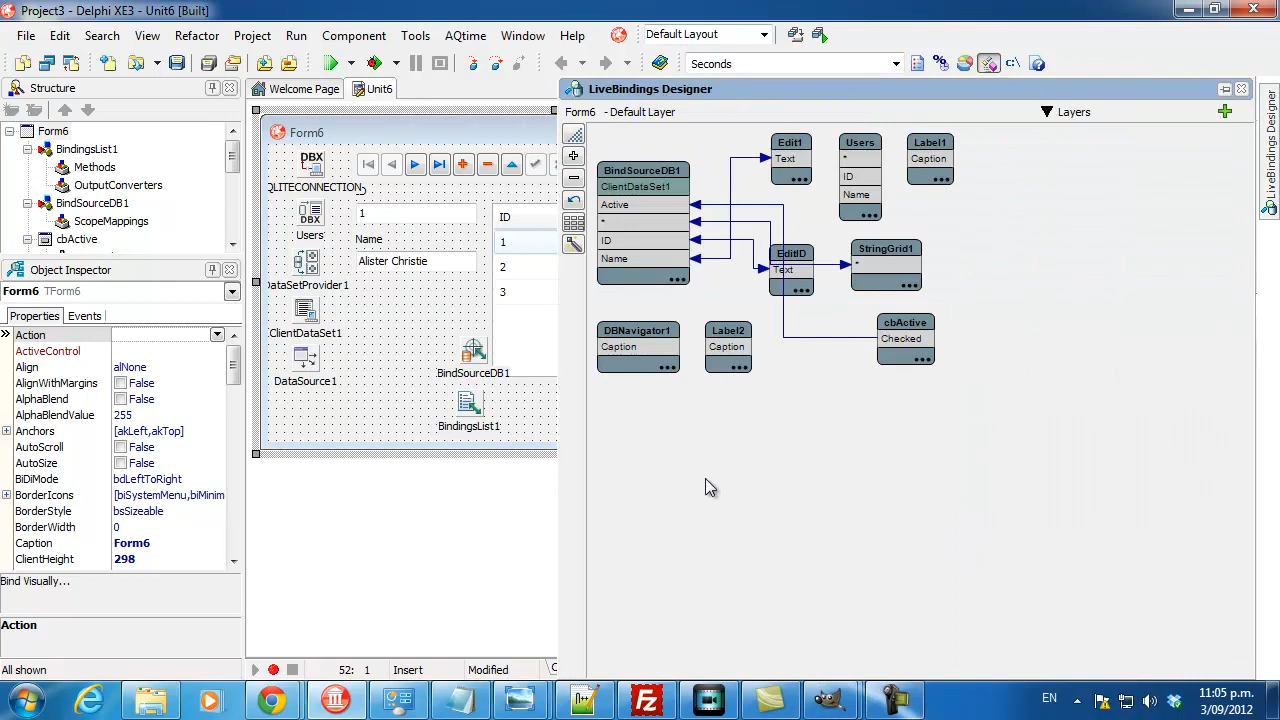 Project3 - Delphi XE3 - Unit6 [Built]
File Edit Search View Refactor Project Run Component Tools AQtime Window Help
Default Layout
Seconds
Structure
Form6
BindingsList1
Methods
OutputConverters
BindSourceDB1
ScopeMappings
cbActive
Object Inspector
Form6 TForm6
Properties Events
Action
ActiveControl
Align alNone
AlignWithMargins False
AlphaBlend False
AlphaBlendValue 255
Anchors [akLeft,akTop]
AutoScroll False
AutoSize False
BiDiMode bdLeftToRight
BorderIcons [biSystemMenu,biMinim
BorderStyle bsSizeable
BorderWidth 0
Caption Form6
ClientHeight 298
Bind Visually...
Action
All shown
Welcome Page Unit6
Form6
DBX
QLITECONNECTION
DBX
Users
DataSetProvider1
ClientDataSet1
DataSource1
1
Name
Alister Christie
ID
1
2
3
BindSourceDB1
BindingsList1
52: 1 Insert Modified
LiveBindings Designer
Form6 - Default Layer
Layers
BindSourceDB1
ClientDataSet1
Active
*
ID
Name
Edit1
Text
Users
*
ID
Name
Label1
Caption
EditID
Text
StringGrid1
*
DBNavigator1
Caption
Label2
Caption
cbActive
Checked
LiveBindings Designer
EN
11:05 p.m.
3/09/2012